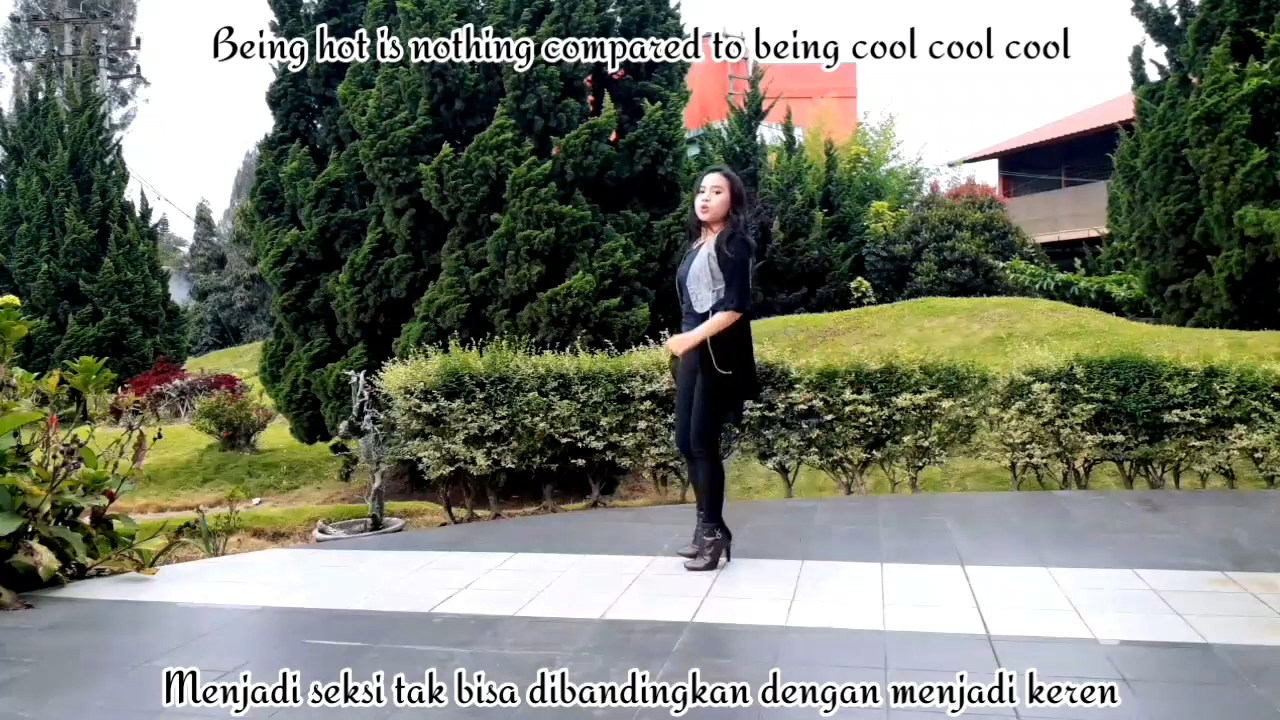 Being hot is nothing compared to being cool cool cool
Menjadi seksi tak bisa dibandingkan dengan menjadi keren